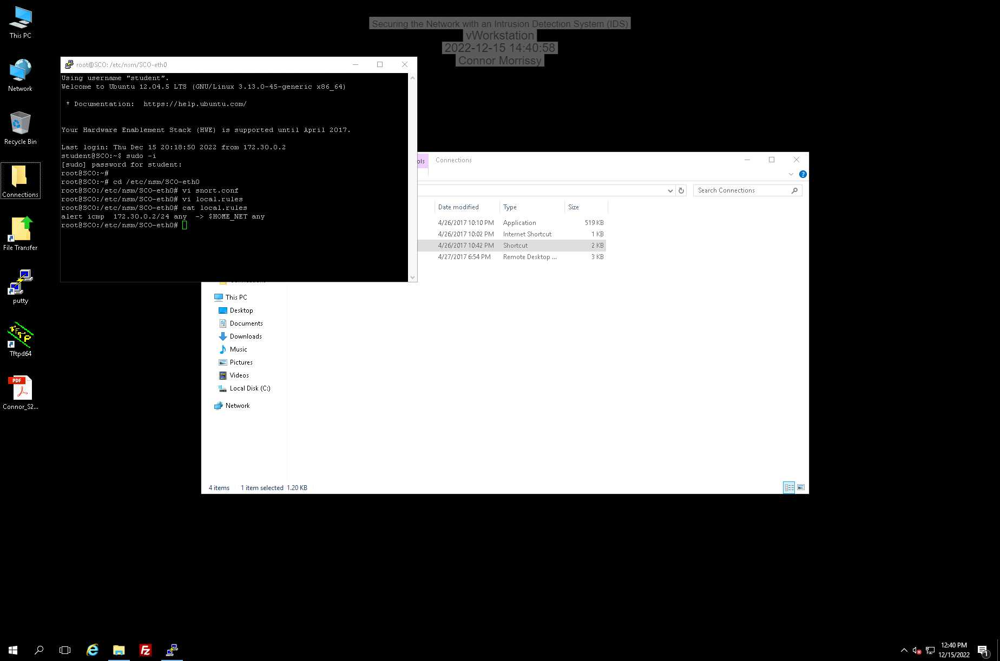 Securing the Network with an Intrusion Detection System (IDS)
vWorkstation
2022-12-15 14:40:58
Connor Morrissy
This PC
Network
Recycle Bin
Connections
File Transfer
putty
Tftpd64
PDF
Connor_S2...
root@SCO: /etc/nsm/SCO-eth0
Using username "student".
Welcome to Ubuntu 12.04.5 LTS (GNU/Linux 3.13.0-45-generic x86_64)
* Documentation:  https://help.ubuntu.com/
Your Hardware Enablement Stack (HWE) is supported until April 2017.
Last login: Thu Dec 15 20:18:50 2022 from 172.30.0.2
student@SCO:~$ sudo -i
[sudo] password for student:
root@SCO:~#
root@SCO:~# cd /etc/nsm/SCO-eth0
root@SCO:/etc/nsm/SCO-eth0# vi snort.conf
root@SCO:/etc/nsm/SCO-eth0# vi local.rules
root@SCO:/etc/nsm/SCO-eth0# cat local.rules
alert icmp  172.30.0.2/24 any  -> $HOME_NET any
root@SCO:/etc/nsm/SCO-eth0#
ols
Connections
Search Connections
Date modified Type Size
4/26/2017 10:10 PM Application 519 KB
4/26/2017 10:02 PM Internet Shortcut 1 KB
4/26/2017 10:42 PM Shortcut 2 KB
4/27/2017 6:54 PM Remote Desktop ... 3 KB
This PC
Desktop
Documents
Downloads
Music
Pictures
Videos
Local Disk (C:)
Network
4 items 1 item selected 1.20 KB
12:40 PM
12/15/2022
1